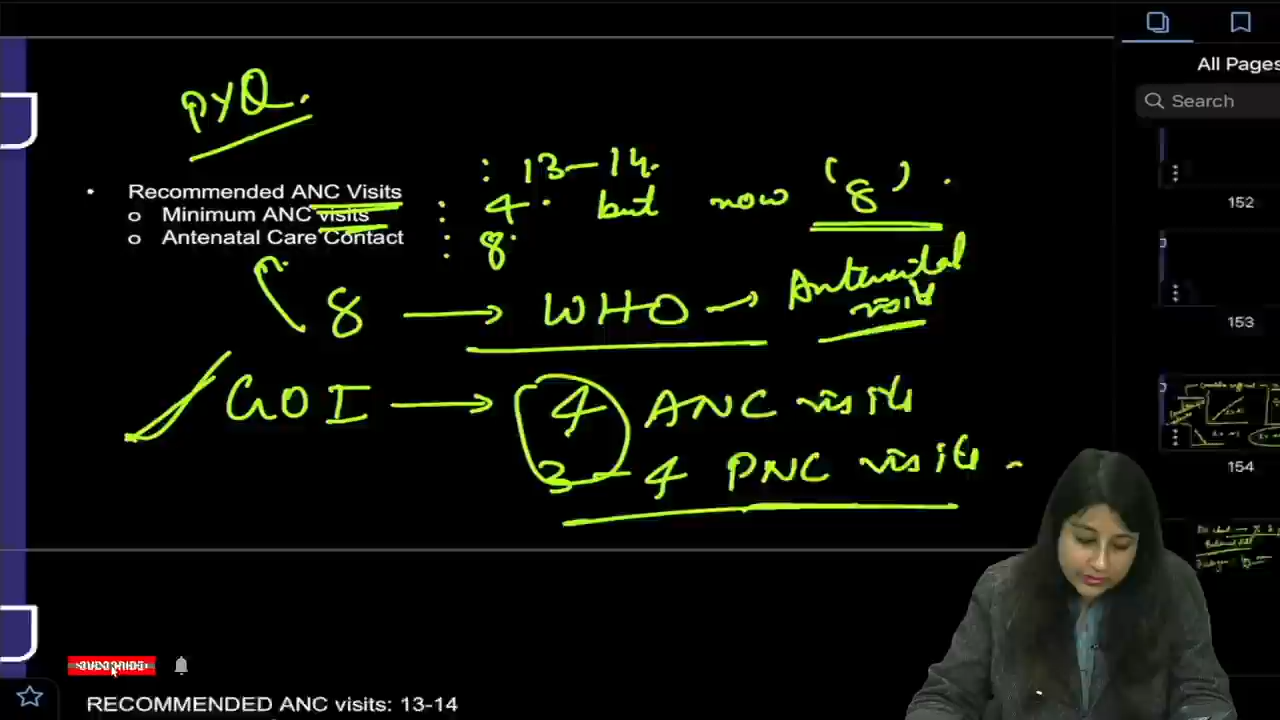 All Pages
Search
PYQ.
• Recommended ANC Visits : 13-14.
o Minimum ANC visits : 4. but now '8'.
o Antenatal Care Contact : 8.
8 → WHO → Antenatal visit
GOI → 4 ANC visits
3-4 PNC visits.
152
153
154
SUBSCRIBE
RECOMMENDED ANC visits: 13-14